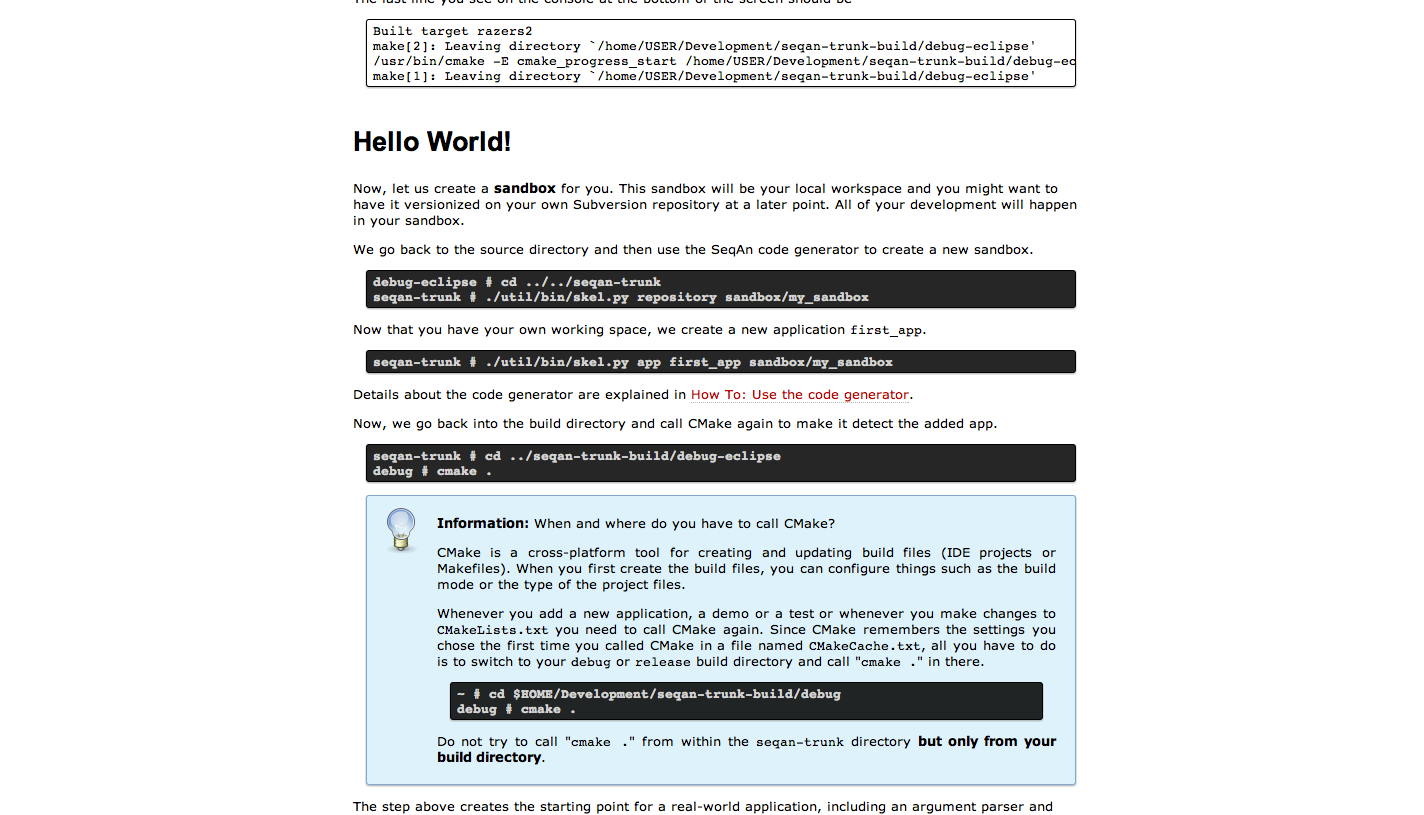 The last line you see on the console at the bottom of the screen should be
Built target razers2
make[2]: Leaving directory `/home/USER/Development/seqan-trunk-build/debug-eclipse'
/usr/bin/cmake -E cmake_progress_start /home/USER/Development/seqan-trunk-build/debug-ec
make[1]: Leaving directory `/home/USER/Development/seqan-trunk-build/debug-eclipse'
Hello World!
Now, let us create a sandbox for you. This sandbox will be your local workspace and you might want to
have it versionized on your own Subversion repository at a later point. All of your development will happen
in your sandbox.
We go back to the source directory and then use the SeqAn code generator to create a new sandbox.
debug-eclipse # cd ../../seqan-trunk
seqan-trunk # ./util/bin/skel.py repository sandbox/my_sandbox
Now that you have your own working space, we create a new application first_app.
seqan-trunk # ./util/bin/skel.py app first_app sandbox/my_sandbox
Details about the code generator are explained in How To: Use the code generator.
Now, we go back into the build directory and call CMake again to make it detect the added app.
seqan-trunk # cd ../seqan-trunk-build/debug-eclipse
debug # cmake .
Information: When and where do you have to call CMake?
CMake is a cross-platform tool for creating and updating build files (IDE projects or
Makefiles). When you first create the build files, you can configure things such as the build
mode or the type of the project files.
Whenever you add a new application, a demo or a test or whenever you make changes to
CMakeLists.txt you need to call CMake again. Since CMake remembers the settings you
chose the first time you called CMake in a file named CMakeCache.txt, all you have to do
is to switch to your debug or release build directory and call "cmake ." in there.
~ # cd $HOME/Development/seqan-trunk-build/debug
debug # cmake .
Do not try to call "cmake ." from within the seqan-trunk directory but only from your
build directory.
The step above creates the starting point for a real-world application, including an argument parser and